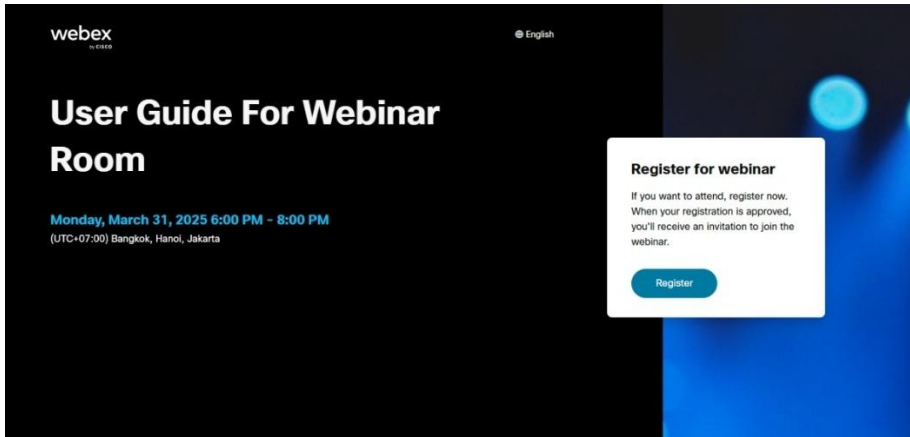 webex
by CISCO
English
User Guide For Webinar
Room
Monday, March 31, 2025 6:00 PM - 8:00 PM
(UTC+07:00) Bangkok, Hanoi, Jakarta
Register for webinar
If you want to attend, register now.
When your registration is approved,
you'll receive an invitation to join the
webinar.
Register